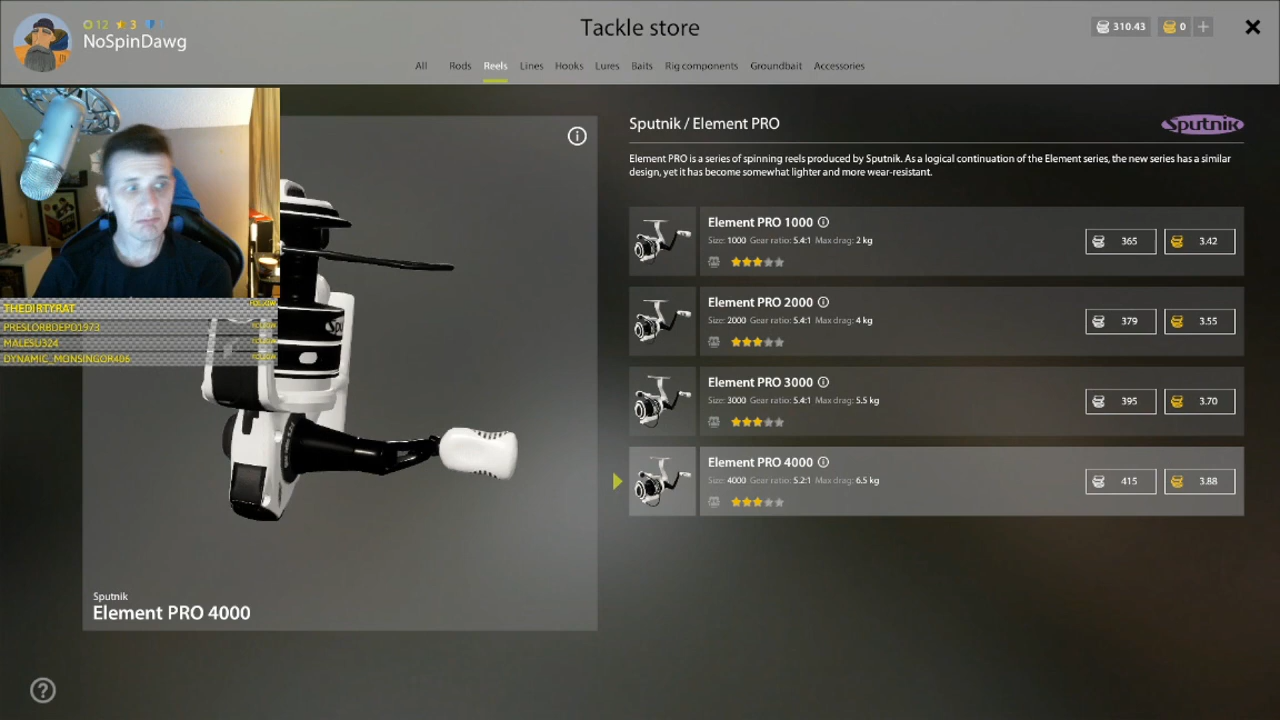 12 3
NoSpinDawg
Tackle store
310.43 0 +
All Rods Reels Lines Hooks Lures Baits Rig components Groundbait Accessories
THEDIRTYRAT FOLLOW
PRESLORBDEPO1973 FOLLOW
MALESU324 FOLLOW
DYNAMIC_MONSINGOR406 FOLLOW
Sputnik
Element PRO 4000
Sputnik / Element PRO
Sputnik
Element PRO is a series of spinning reels produced by Sputnik. As a logical continuation of the Element series, the new series has a similar
design, yet it has become somewhat lighter and more wear-resistant.
Element PRO 1000
Size: 1000 Gear ratio: 5.4:1 Max drag: 2 kg
365 3.42
Element PRO 2000
Size: 2000 Gear ratio: 5.4:1 Max drag: 4 kg
379 3.55
Element PRO 3000
Size: 3000 Gear ratio: 5.4:1 Max drag: 5.5 kg
395 3.70
Element PRO 4000
Size: 4000 Gear ratio: 5.2:1 Max drag: 6.5 kg
415 3.88
?